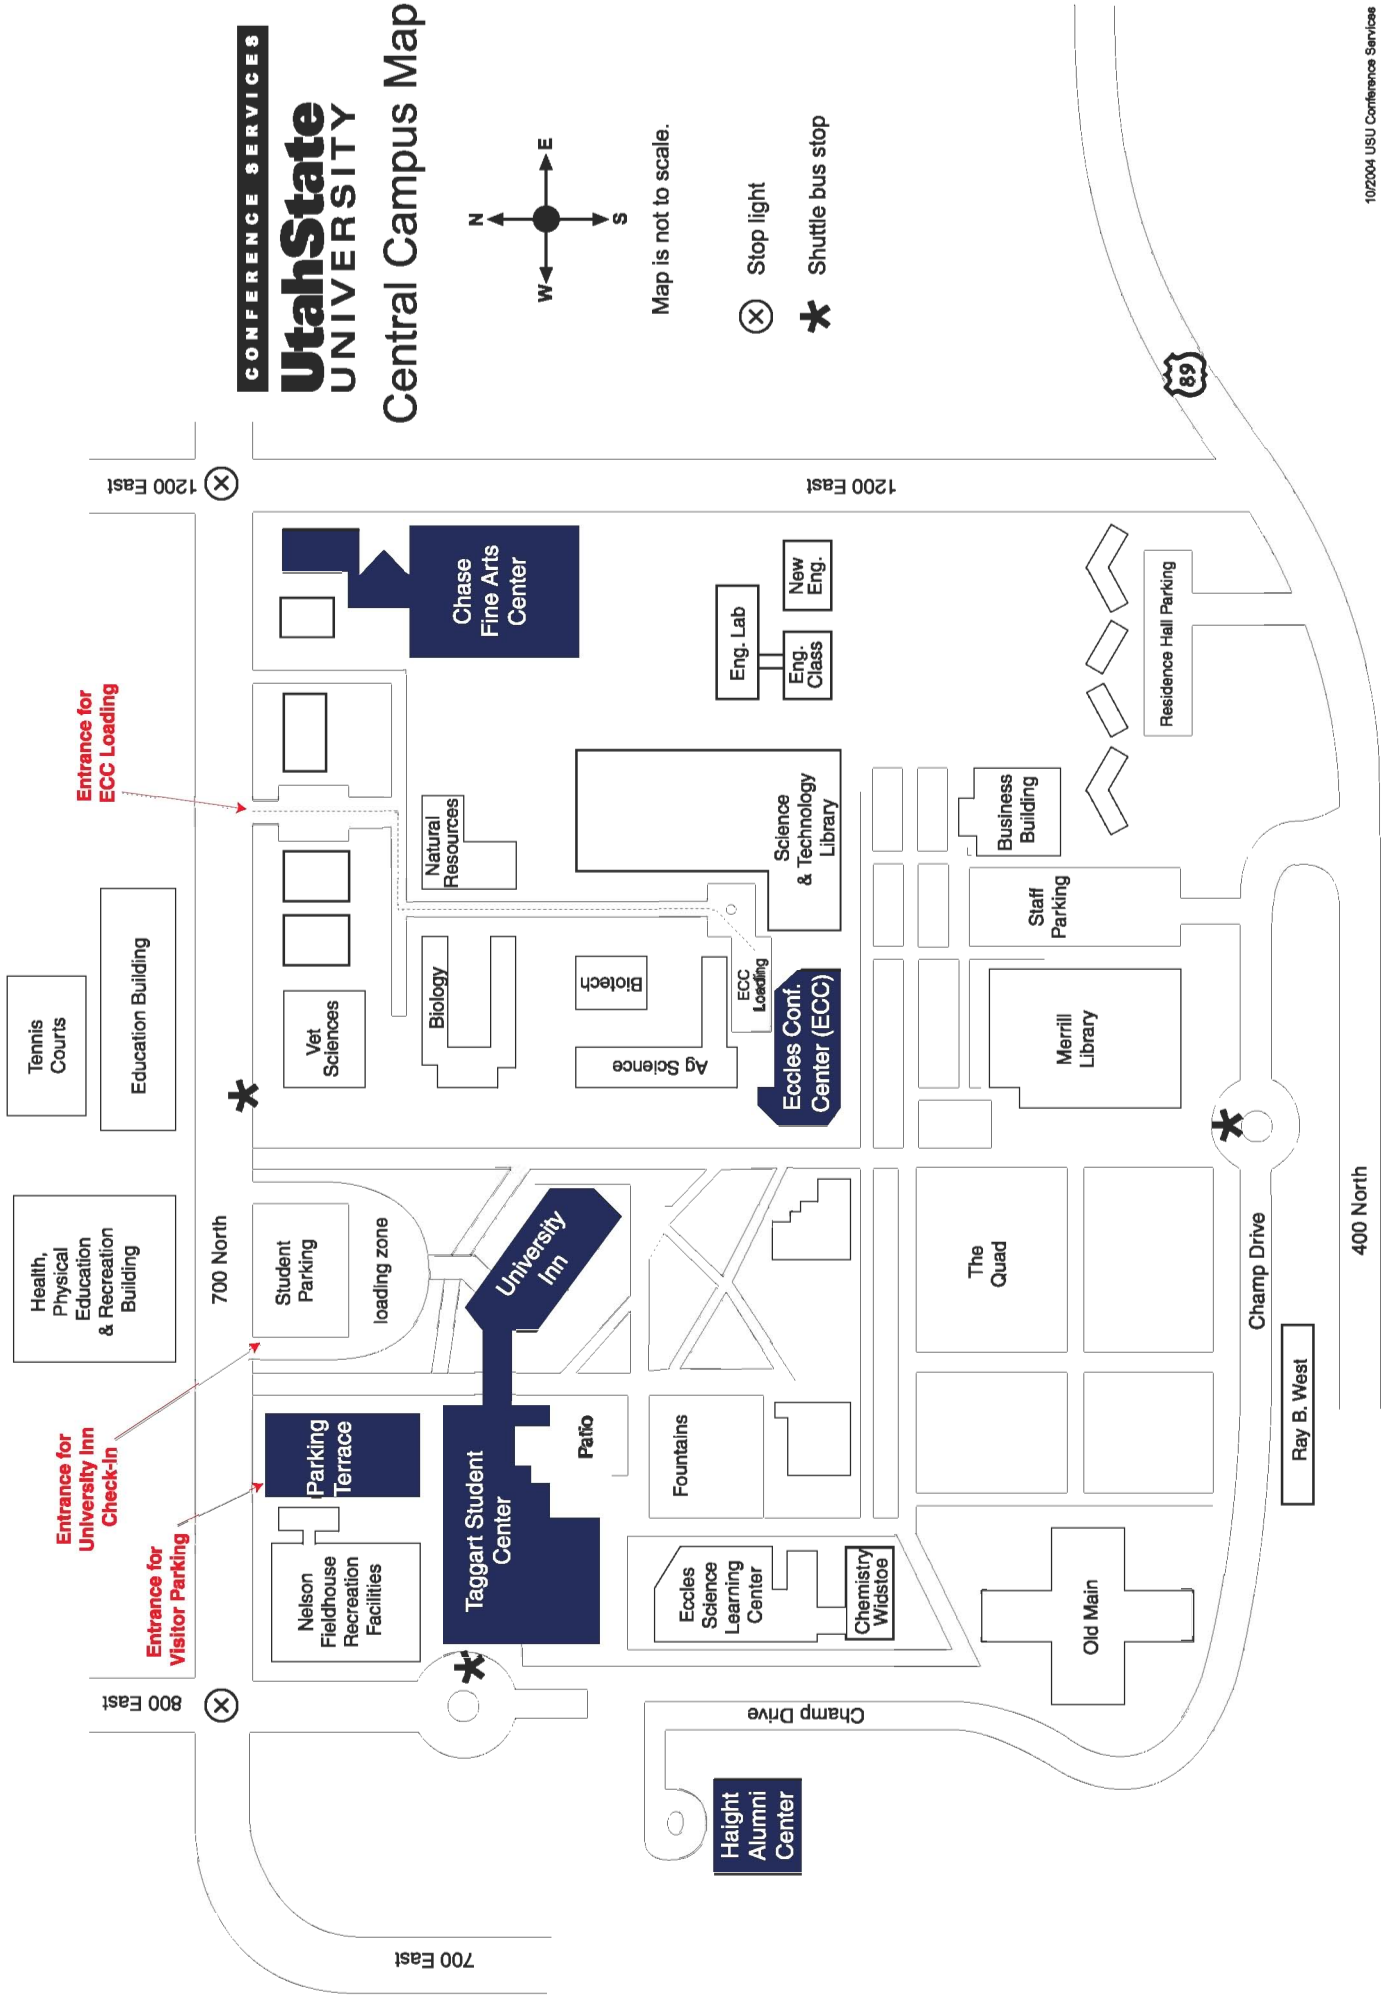 CONFERENCE SERVICES
UtahState
UNIVERSITY
Central Campus Map
N
W
E
S
Map is not to scale.
Stop light
Shuttle bus stop
10/2004 USU Conference Services
89
1200 East
1200 East
Entrance for
ECC Loading
Chase
Fine Arts
Center
Eng. Lab
New
Eng.
Eng.
Class
Residence Hall Parking
Natural
Resources
Science
& Technology
Library
Business
Building
Staff
Parking
Tennis
Courts
Education Building
Vet
Sciences
Biology
Biotech
Ag Science
ECC
Loading
Eccles Conf.
Center (ECC)
Merrill
Library
Health,
Physical
Education
& Recreation
Building
700 North
Student
Parking
loading zone
University
Inn
The
Quad
Champ Drive
400 North
Entrance for
University Inn
Check-In
Entrance for
Visitor Parking
Parking
Terrace
Taggart Student
Center
Patio
Fountains
Ray B. West
Nelson
Fieldhouse
Recreation
Facilities
Eccles
Science
Learning
Center
Chemistry
Widstoe
Old Main
800 East
Champ Drive
Haight
Alumni
Center
700 East